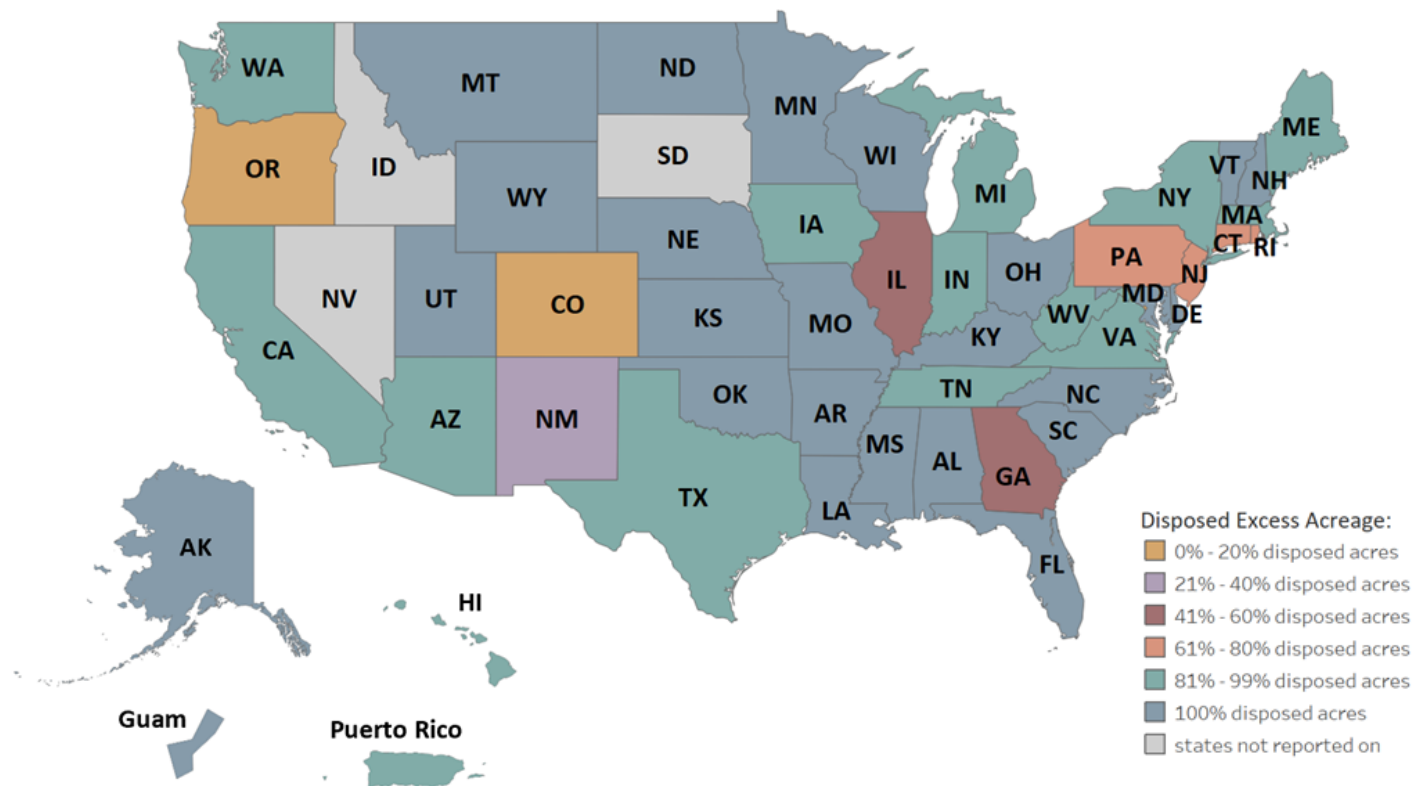 WA
MT
ND
MN
ME
OR
ID
SD
WI
VT
NH
WY
MI
NY
MA
IA
CT
RI
NE
PA
NV
UT
CO
IL
IN
OH
NJ
MD
DE
WV
KS
MO
KY
VA
CA
AZ
NM
OK
AR
TN
NC
SC
MS
AL
GA
TX
LA
FL
AK
HI
Guam
Puerto Rico
Disposed Excess Acreage:
0% - 20% disposed acres
21% - 40% disposed acres
41% - 60% disposed acres
61% - 80% disposed acres
81% - 99% disposed acres
100% disposed acres
states not reported on